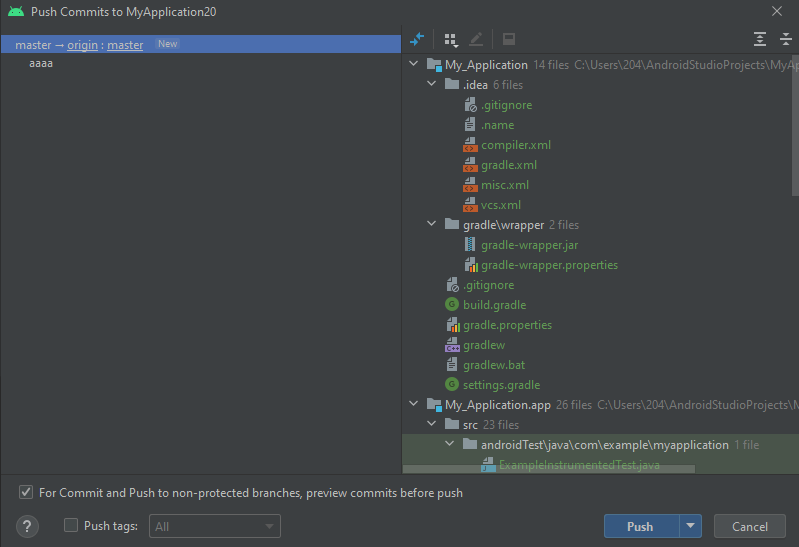 Push Commits to MyApplication20
master → origin : master New
aaaa
My_Application 14 files C:\Users\204\AndroidStudioProjects\MyAp
.idea 6 files
.gitignore
.name
compiler.xml
gradle.xml
misc.xml
vcs.xml
gradle\wrapper 2 files
gradle-wrapper.jar
gradle-wrapper.properties
.gitignore
build.gradle
gradle.properties
gradlew
gradlew.bat
settings.gradle
My_Application.app 26 files C:\Users\204\AndroidStudioProjects\M
src 23 files
androidTest\java\com\example\myapplication 1 file
ExampleInstrumentedTest.java
For Commit and Push to non-protected branches, preview commits before push
? Push tags: All Push Cancel